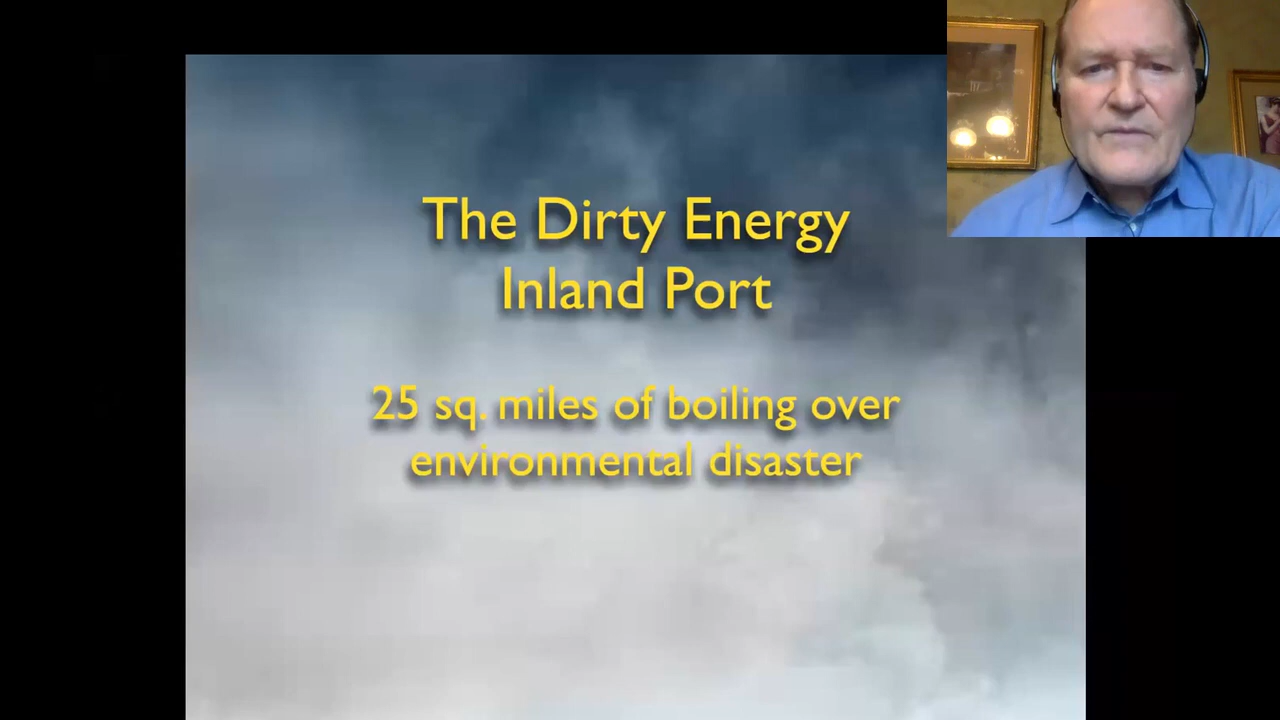 The Dirty Energy
Inland Port
25 sq. miles of boiling over
environmental disaster